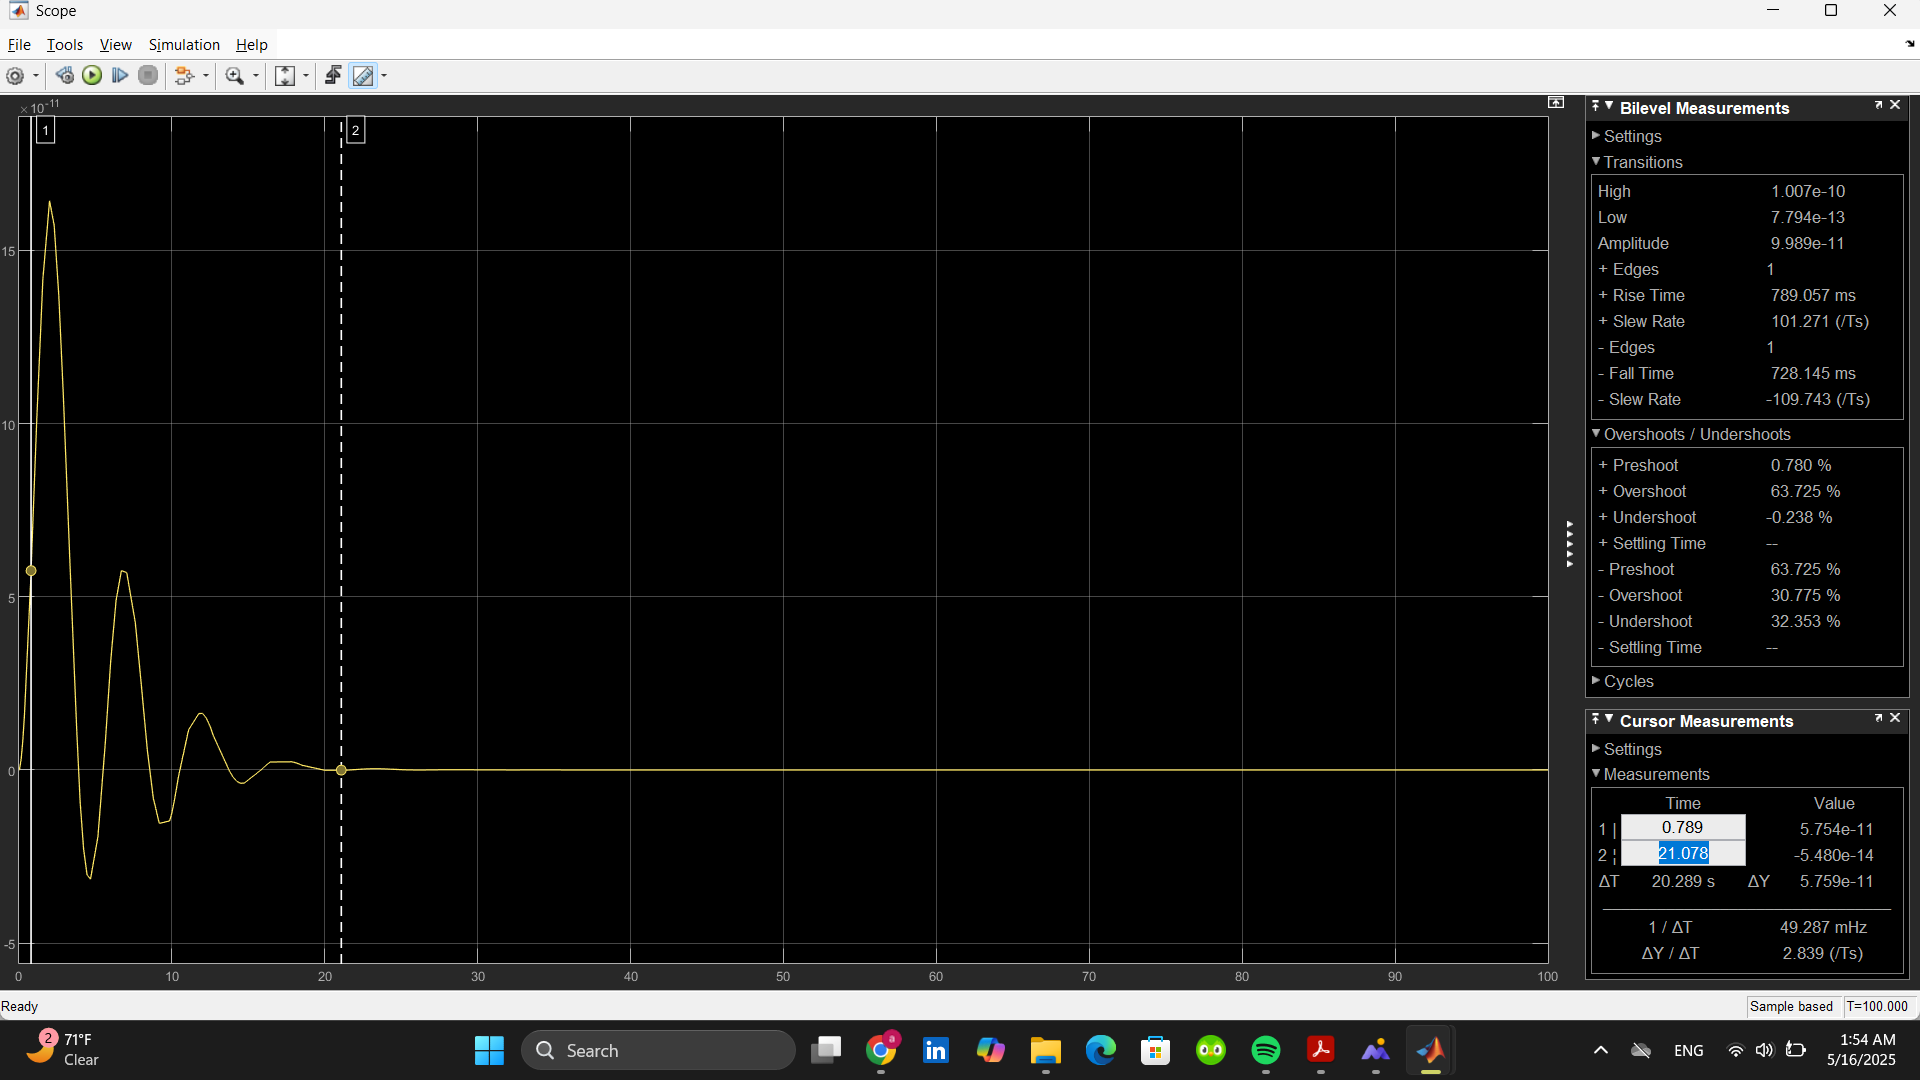 Scope
File Tools View Simulation Help
×10-11
1
2
15
10
5
0
-5
0 10 20 30 40 50 60 70 80 90 100
Bilevel Measurements
Settings
Transitions
High 1.007e-10
Low 7.794e-13
Amplitude 9.989e-11
+ Edges 1
+ Rise Time 789.057 ms
+ Slew Rate 101.271 (/Ts)
- Edges 1
- Fall Time 728.145 ms
- Slew Rate -109.743 (/Ts)
Overshoots / Undershoots
+ Preshoot 0.780 %
+ Overshoot 63.725 %
+ Undershoot -0.238 %
+ Settling Time --
- Preshoot 63.725 %
- Overshoot 30.775 %
- Undershoot 32.353 %
- Settling Time --
Cycles
Cursor Measurements
Settings
Measurements
Time Value
1 | 0.789 5.754e-11
2 ¦ 21.078 -5.480e-14
ΔT 20.289 s ΔY 5.759e-11
1 / ΔT 49.287 mHz
ΔY / ΔT 2.839 (/Ts)
Ready
Sample based T=100.000
2
71°F
Clear
Search
a
in
ENG
1:54 AM
5/16/2025